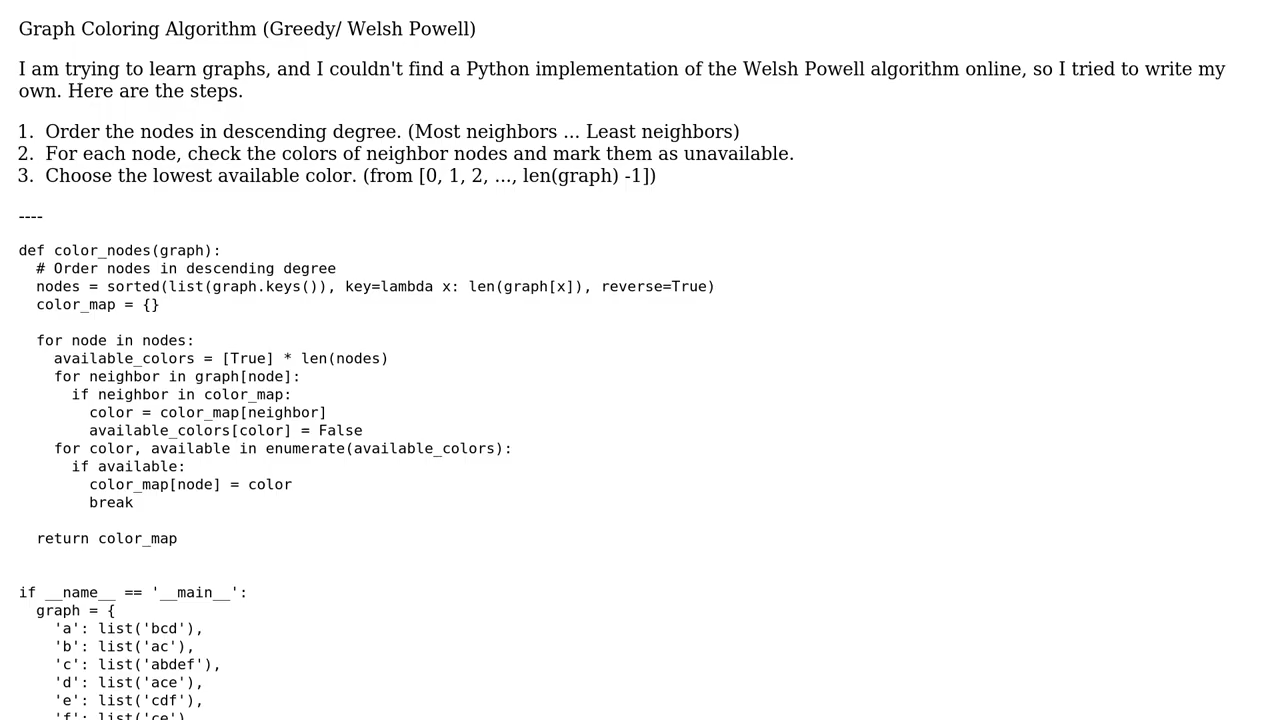 Graph Coloring Algorithm (Greedy/ Welsh Powell)
I am trying to learn graphs, and I couldn't find a Python implementation of the Welsh Powell algorithm online, so I tried to write my
own. Here are the steps.
1. Order the nodes in descending degree. (Most neighbors ... Least neighbors)
2. For each node, check the colors of neighbor nodes and mark them as unavailable.
3. Choose the lowest available color. (from [0, 1, 2, ..., len(graph) -1])
----
def color_nodes(graph):
  # Order nodes in descending degree
  nodes = sorted(list(graph.keys()), key=lambda x: len(graph[x]), reverse=True)
  color_map = {}
  for node in nodes:
    available_colors = [True] * len(nodes)
    for neighbor in graph[node]:
      if neighbor in color_map:
        color = color_map[neighbor]
        available_colors[color] = False
    for color, available in enumerate(available_colors):
      if available:
        color_map[node] = color
        break
  return color_map
if __name__ == '__main__':
  graph = {
    'a': list('bcd'),
    'b': list('ac'),
    'c': list('abdef'),
    'd': list('ace'),
    'e': list('cdf'),
    'f': list('ce')